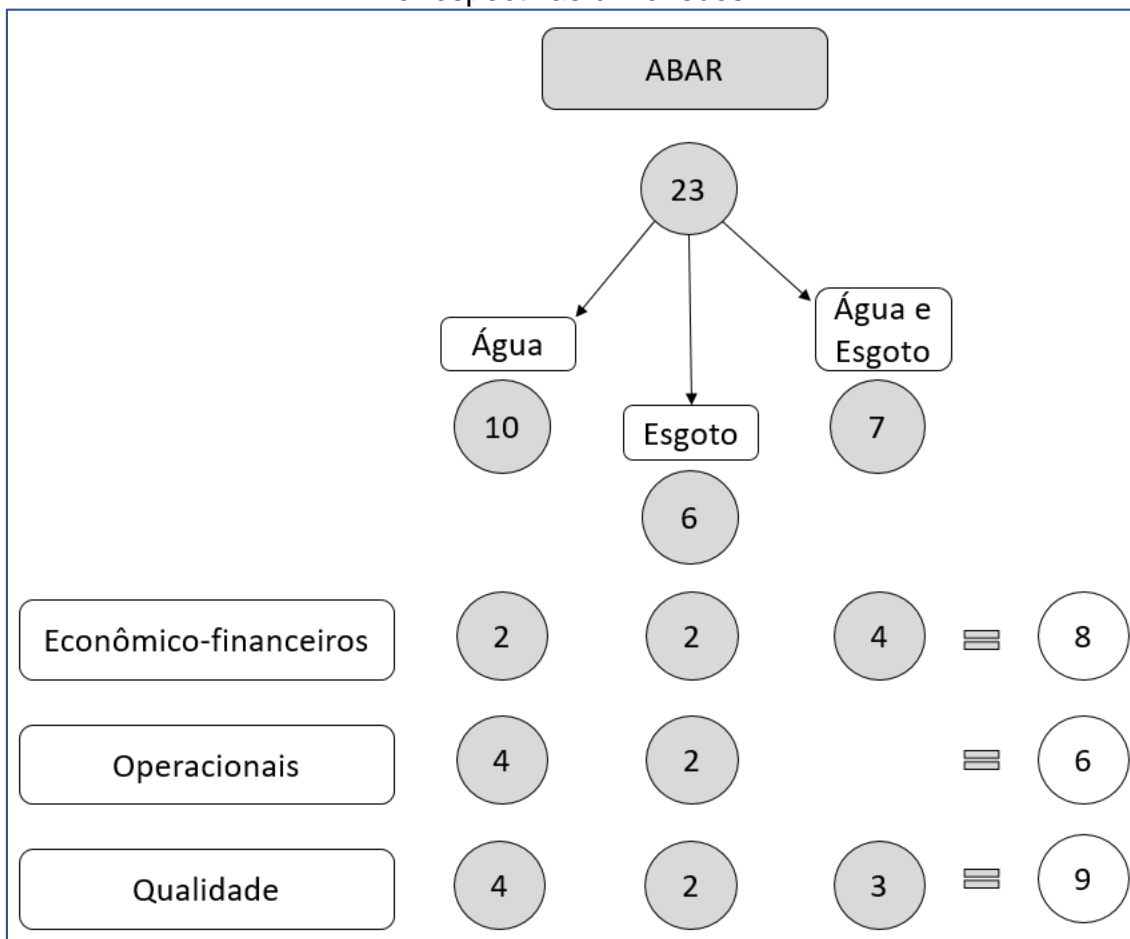 ABAR
23
Água
Água e
Esgoto
10
Esgoto
7
6
Econômico-financeiros 2 2 4 = 8
Operacionais 4 2 = 6
Qualidade 4 2 3 = 9